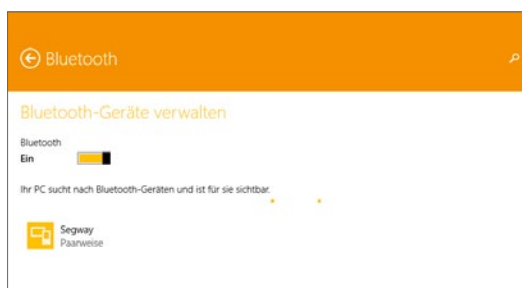 Bluetooth
Bluetooth-Geräte verwalten
Bluetooth
Ein
Ihr PC sucht nach Bluetooth-Geräten und ist für sie sichtbar.
Segway
Paarweise